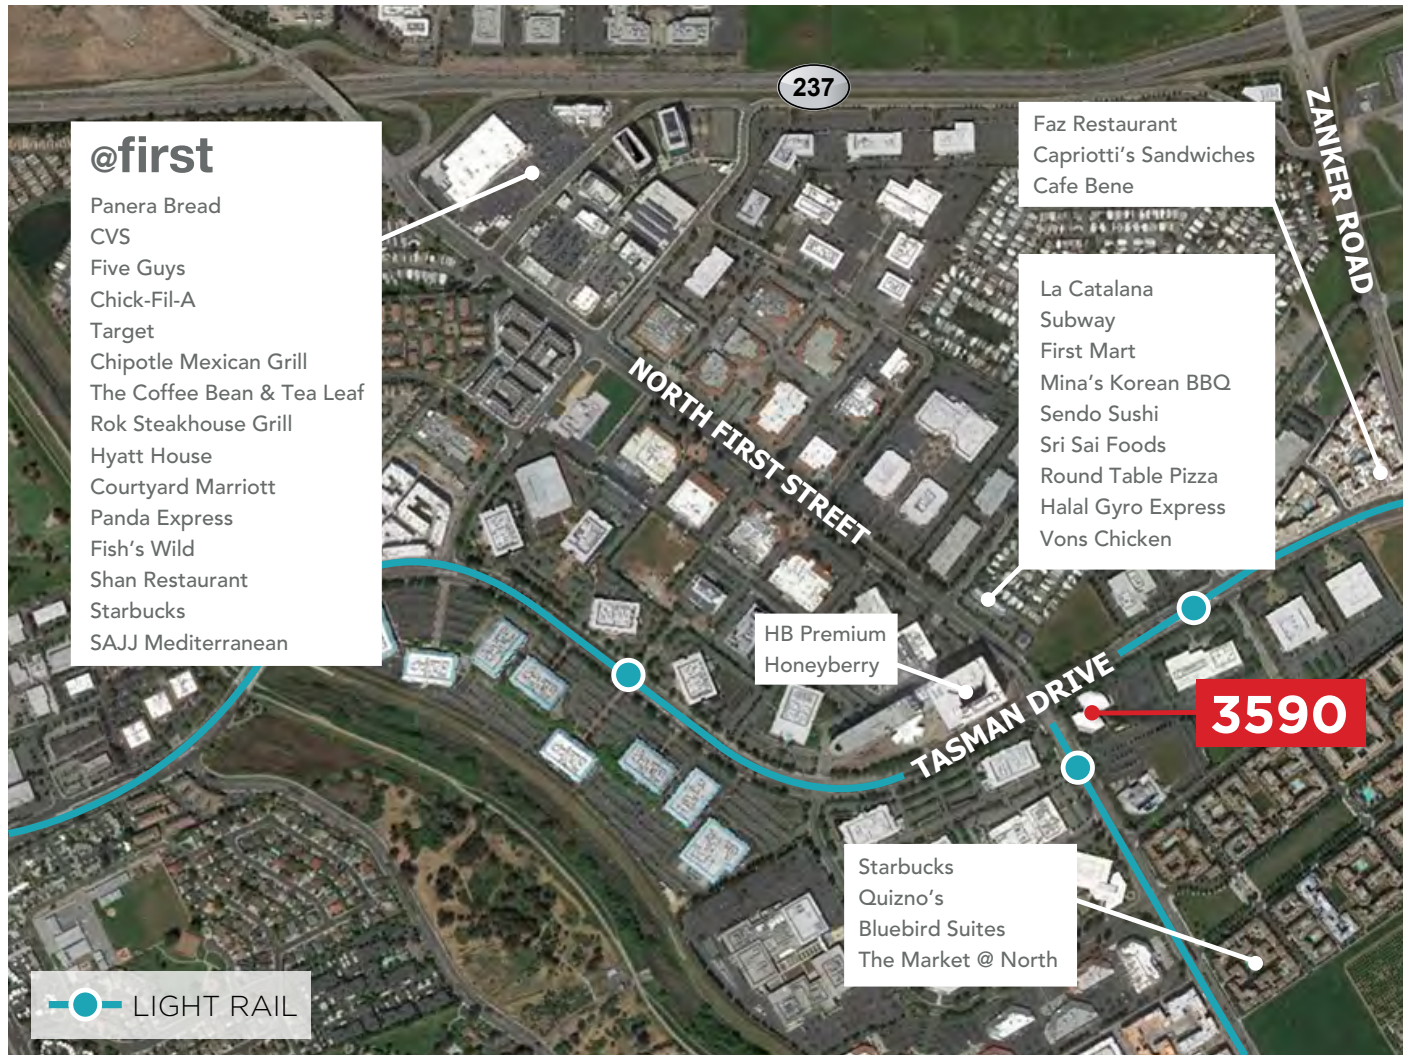 237
ZANKER ROAD
@first
Panera Bread
CVS
Five Guys
Chick-Fil-A
Target
Chipotle Mexican Grill
The Coffee Bean & Tea Leaf
Rok Steakhouse Grill
Hyatt House
Courtyard Marriott
Panda Express
Fish's Wild
Shan Restaurant
Starbucks
SAJJ Mediterranean
Faz Restaurant
Capriotti's Sandwiches
Cafe Bene
La Catalana
Subway
First Mart
Mina's Korean BBQ
Sendo Sushi
Sri Sai Foods
Round Table Pizza
Halal Gyro Express
Vons Chicken
NORTH FIRST STREET
HB Premium
Honeyberry
TASMAN DRIVE
3590
Starbucks
Quizno's
Bluebird Suites
The Market @ North
LIGHT RAIL